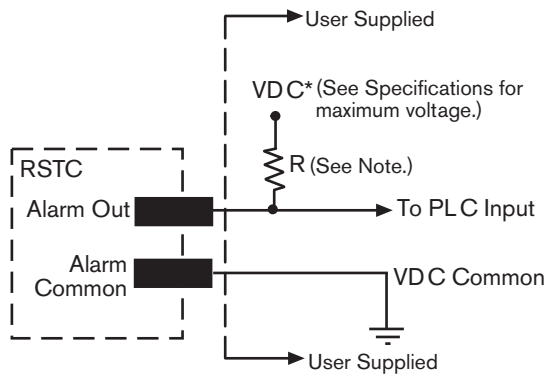 User Supplied
VDC* (See Specifications for
maximum voltage.)
R (See Note.)
RSTC
Alarm Out
To PLC Input
Alarm
Common
VDC Common
User Supplied